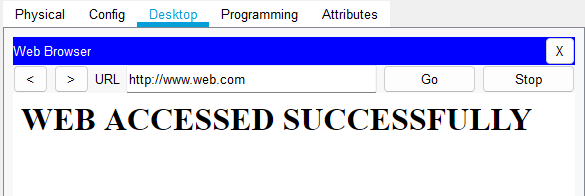 Physical Config Desktop Programming Attributes
Web Browser X
< > URL http://www.web.com Go Stop
WEB ACCESSED SUCCESSFULLY